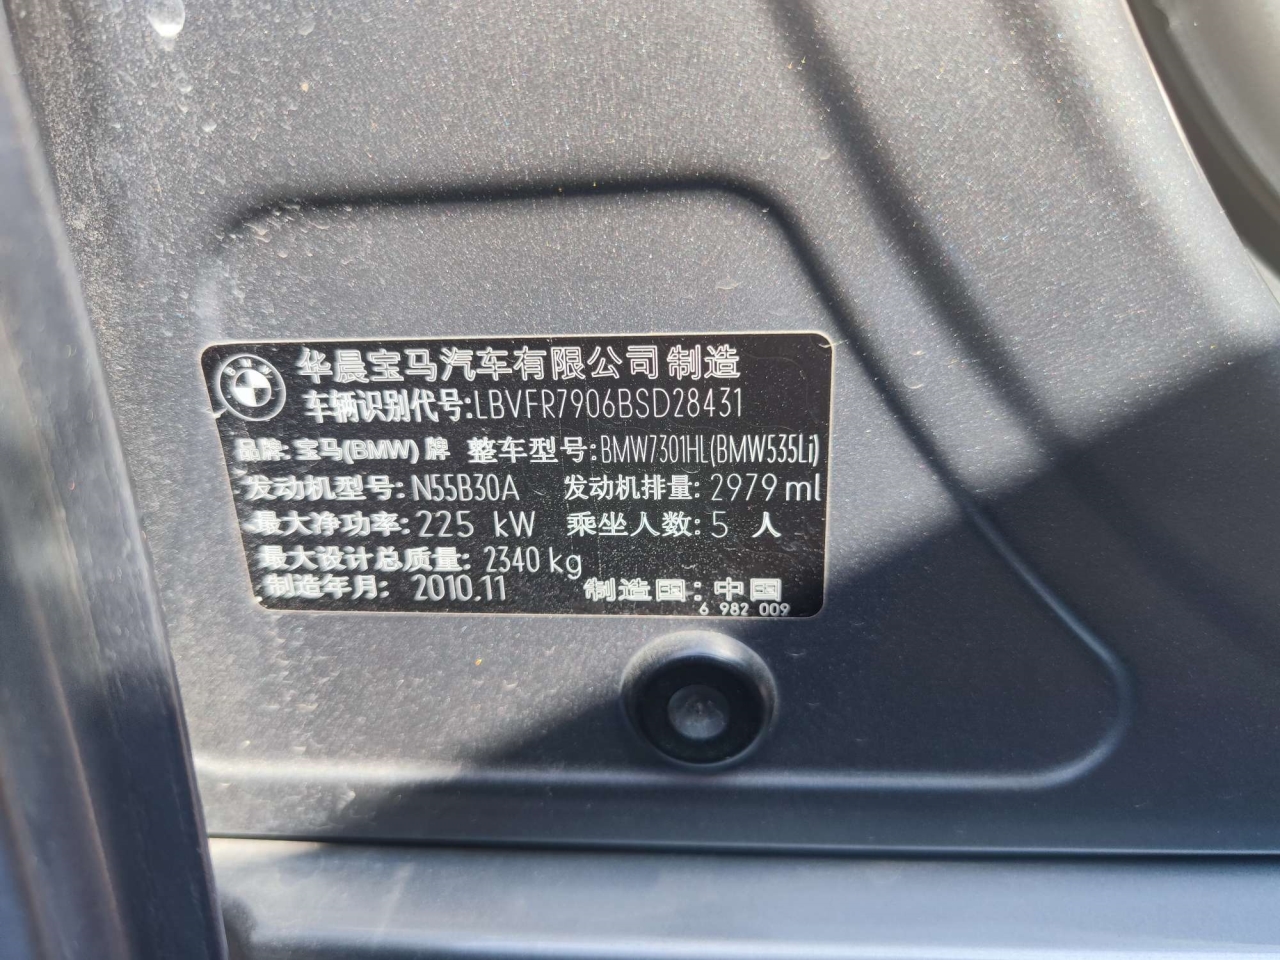 华晨宝马汽车有限公司制造
车辆识别代号:LBVFR7906BSD28431
品牌:宝马(BMW)牌 整车型号:BMW7301HL(BMW535Li)
发动机型号:N55B30A 发动机排量:2979ml
最大净功率:225 kW 乘坐人数:5 人
最大设计总质量: 2340kg
制造年月: 2010.11 制造国:中国
6 982 009